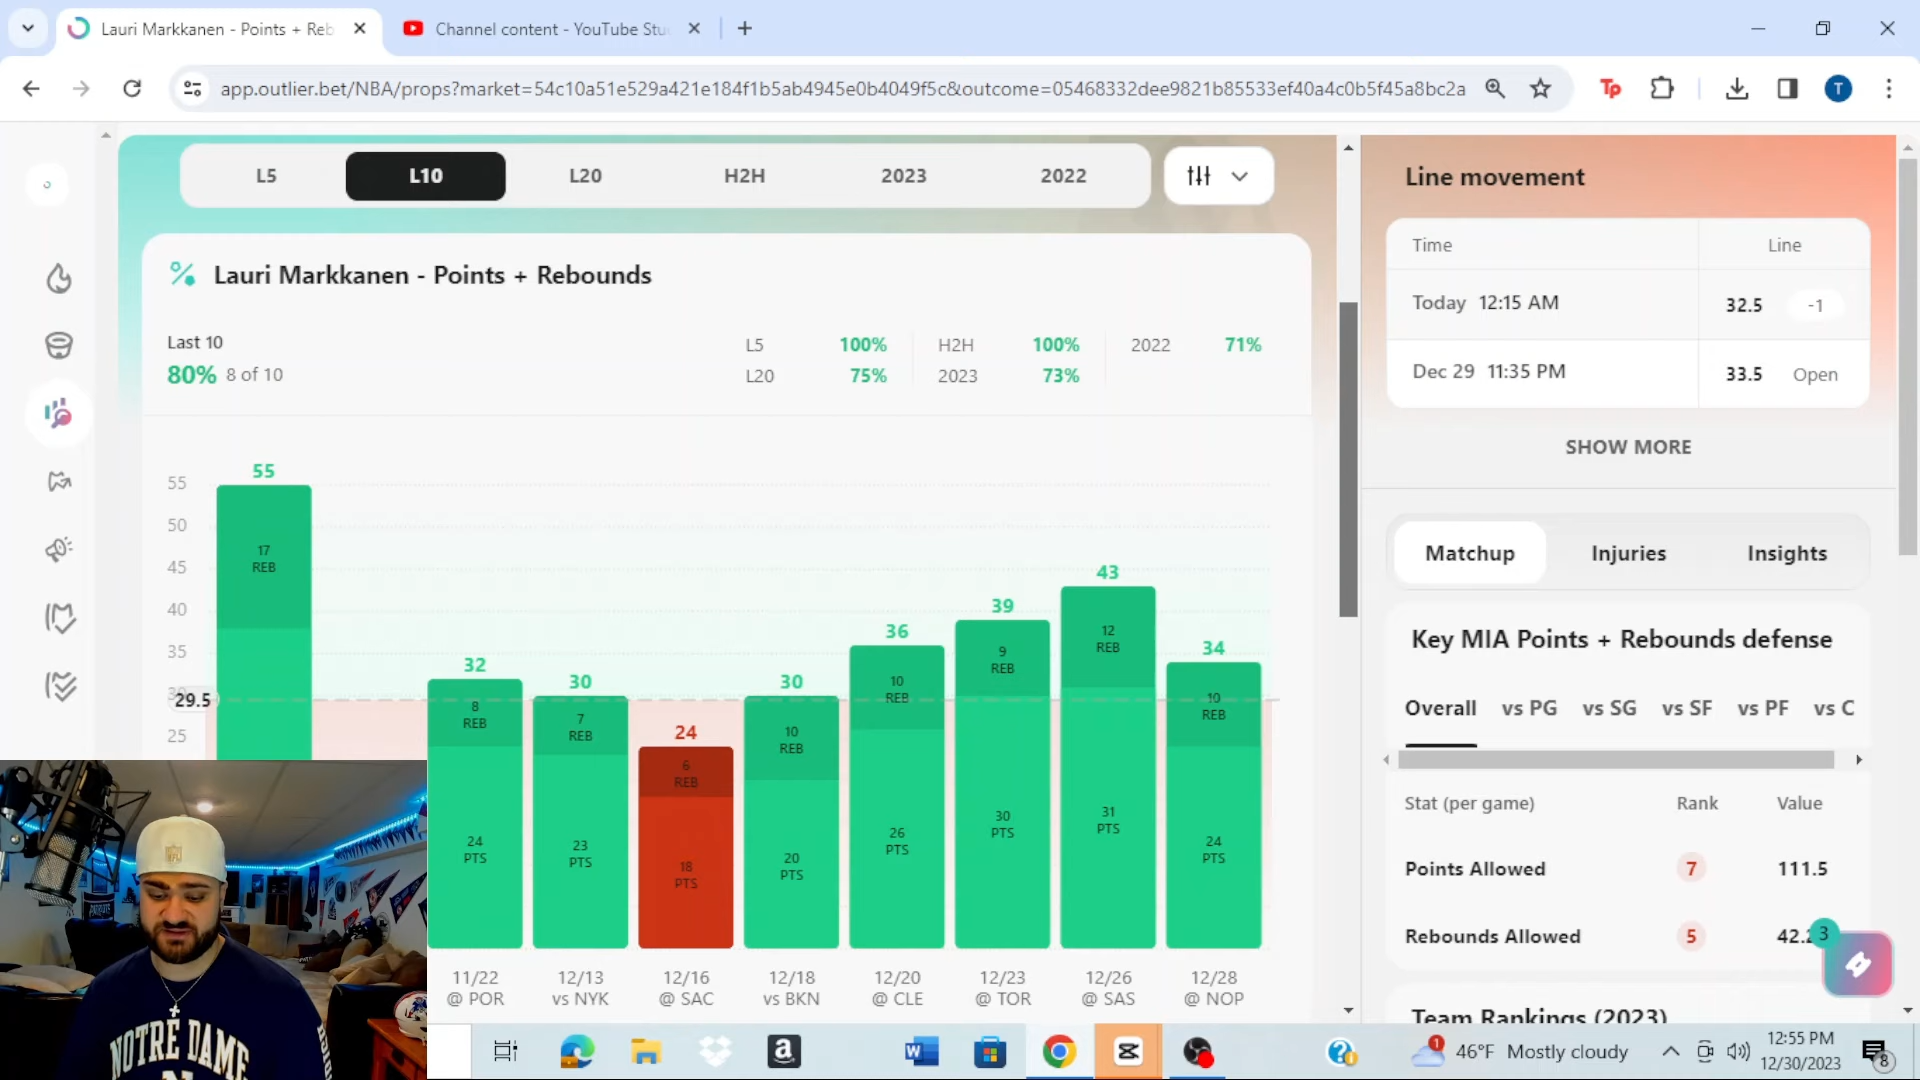 Lauri Markkanen - Points + Reb
Channel content - YouTube Stu
app.outlier.bet/NBA/props?market=54c10a51e529a421e184f1b5ab4945e0b4049f5c&outcome=05468332dee9821b85533ef40a4c0b5f45a8bc2a
Tp
T
L5 L10 L20 H2H 2023 2022
Lauri Markkanen - Points + Rebounds
Last 10
80% 8 of 10
L5 100% H2H 100% 2022 71%
L20 75% 2023 73%
55
50
45
40
35
29.5
25
55
17
REB
32
8
REB
24
PTS
30
7
REB
23
PTS
24
6
REB
18
PTS
30
10
REB
20
PTS
36
10
REB
26
PTS
39
9
REB
30
PTS
43
12
REB
31
PTS
34
10
REB
24
PTS
11/22
@ POR
12/13
vs NYK
12/16
@ SAC
12/18
vs BKN
12/20
@ CLE
12/23
@ TOR
12/26
@ SAS
12/28
@ NOP
Line movement
Time Line
Today 12:15 AM 32.5 -1
Dec 29 11:35 PM 33.5 Open
SHOW MORE
Matchup Injuries Insights
Key MIA Points + Rebounds defense
Overall vs PG vs SG vs SF vs PF vs C
Stat (per game) Rank Value
Points Allowed 7 111.5
Rebounds Allowed 5 42.
3
Team Rankings (2023)
NFL
PATRIOTS
NOTRE DAME
a
W
1
46°F Mostly cloudy
12:55 PM
12/30/2023
8